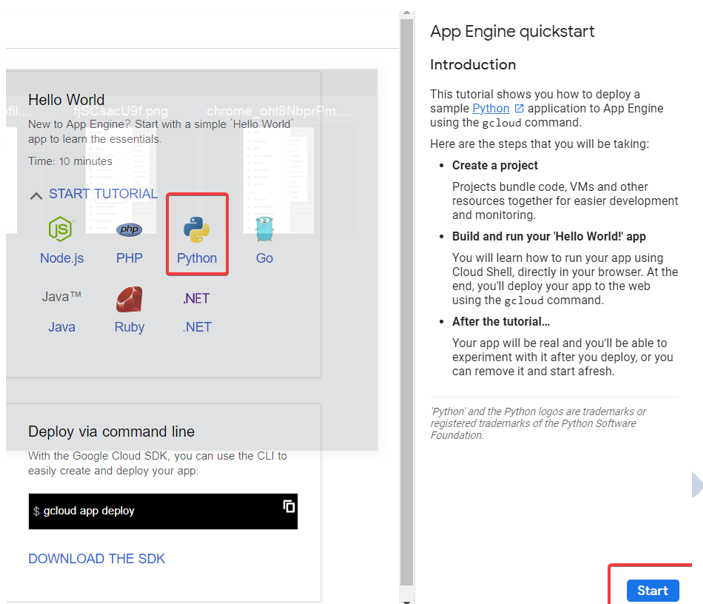 Hello World
fjSCsacU9f.png
chrome_oht8NbprPm....
New to App Engine? Start with a simple 'Hello World'
app to learn the essentials.
Time: 10 minutes
START TUTORIAL
php
Node.js
PHP
Python
Go
Java™
.NET
Java
Ruby
.NET
Deploy via command line
With the Google Cloud SDK, you can use the CLI to
easily create and deploy your app:
$ gcloud app deploy
DOWNLOAD THE SDK
App Engine quickstart
Introduction
This tutorial shows you how to deploy a
sample Python application to App Engine
using the gcloud command.
Here are the steps that you will be taking:
• Create a project
Projects bundle code, VMs and other
resources together for easier development
and monitoring.
• Build and run your 'Hello World!' app
You will learn how to run your app using
Cloud Shell, directly in your browser. At the
end, you'll deploy your app to the web
using the gcloud command.
• After the tutorial...
Your app will be real and you'll be able to
experiment with it after you deploy, or you
can remove it and start afresh.
'Python' and the Python logos are trademarks or
registered trademarks of the Python Software
Foundation.
Start